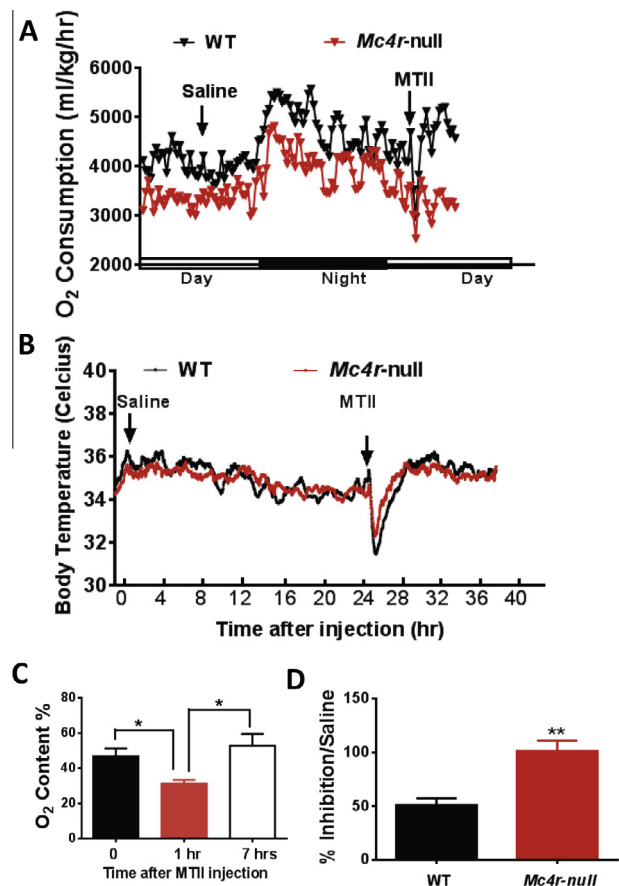 A
WT Mc4r-null
O2 Consumption (ml/kg/hr)
6000
5000
4000
3000
2000
Saline
MTII
Day Night Day
B
WT Mc4r-null
Body Temperature (Celcius)
40
38
36
34
32
30
Saline
MTII
0 4 8 12 16 20 24 28 32 36 40
Time after injection (hr)
C
O2 Content %
80
60
40
20
0
* *
0 1 hr 7 hrs
Time after MTII injection
D
% Inhibition/Saline
150
100
50
0
**
WT Mc4r-null